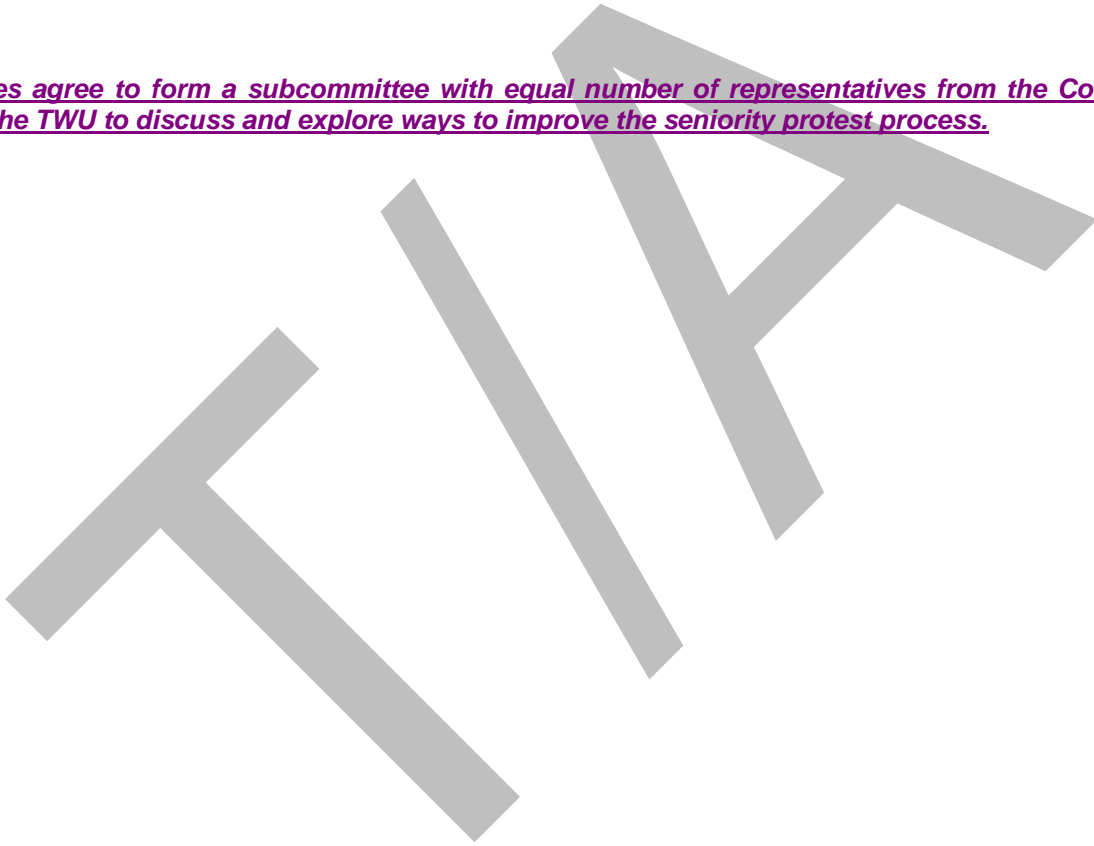 es agree to form a subcommittee with equal number of representatives from the Co
he TWU to discuss and explore ways to improve the seniority protest process.
T/A